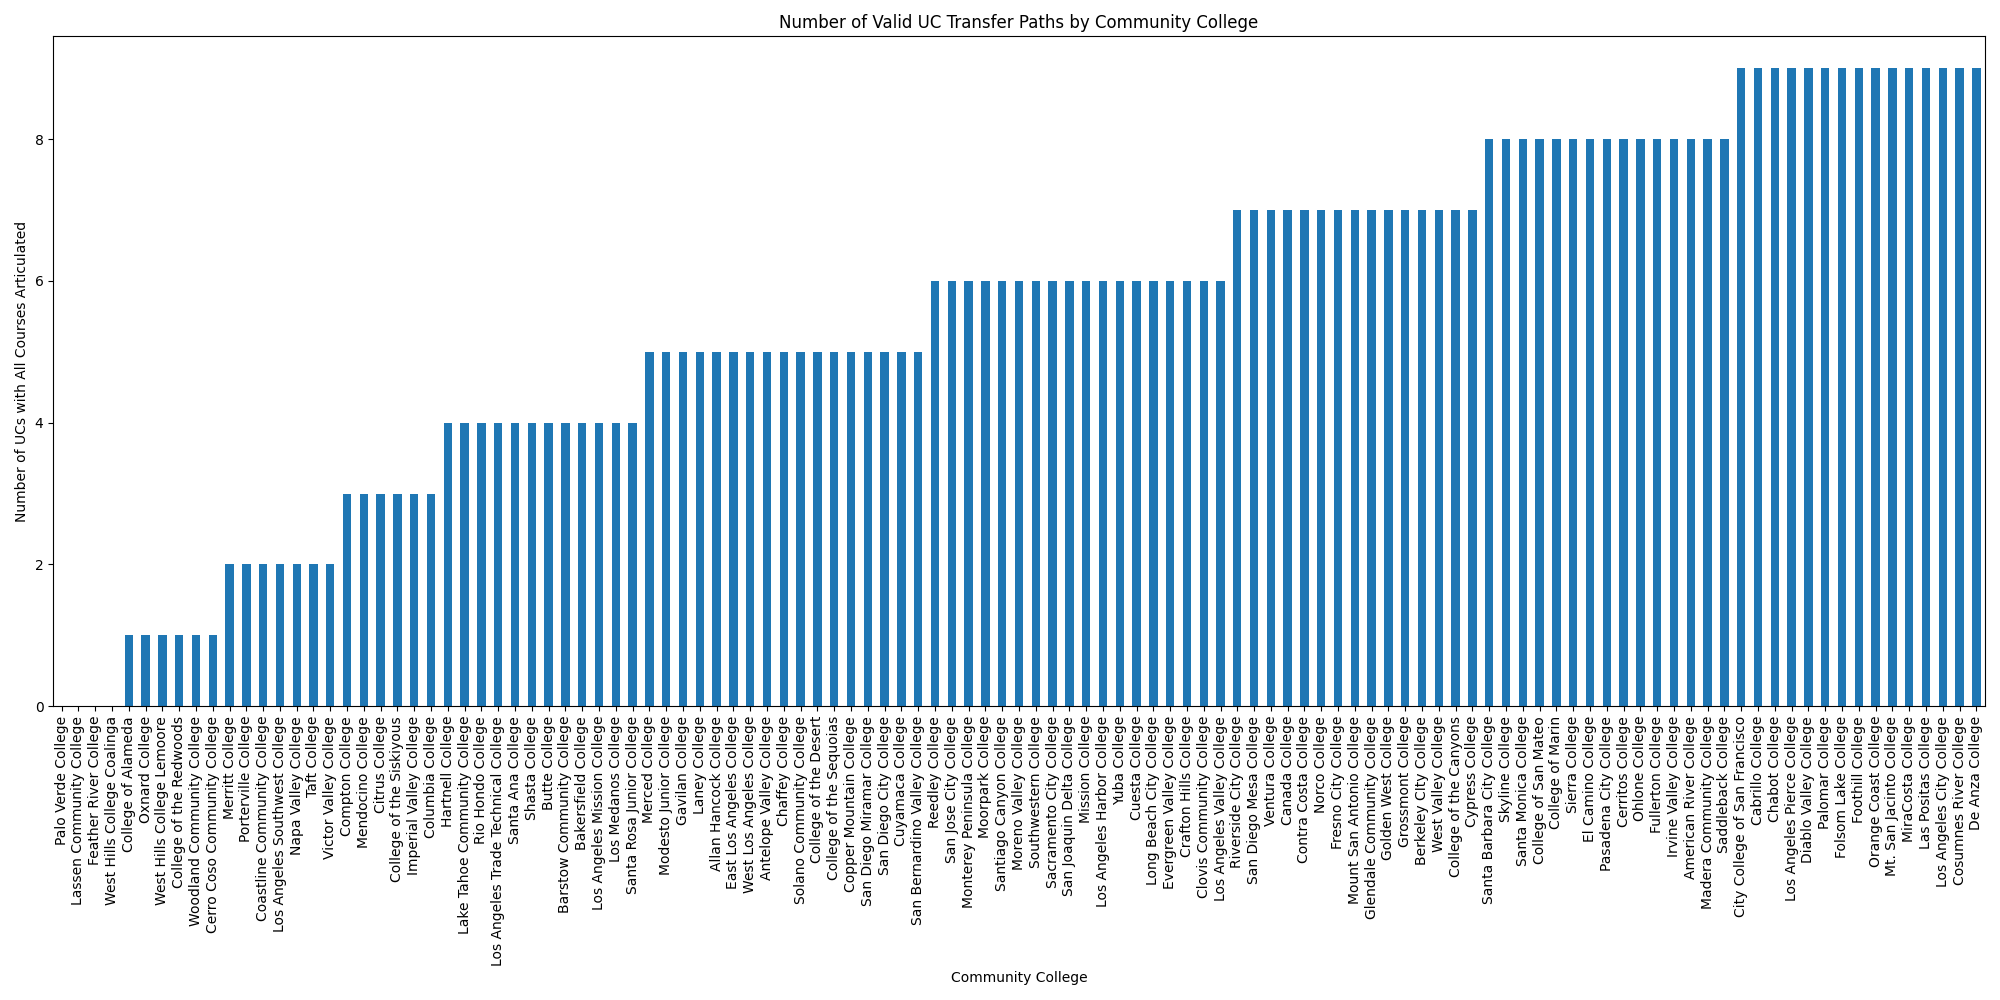 Number of Valid UC Transfer Paths by Community College
Number of UCs with All Courses Articulated
8
6
4
2
0
Palo Verde College
Lassen Community College
Feather River College
West Hills College Coalinga
College of Alameda
Oxnard College
West Hills College Lemoore
College of the Redwoods
Woodland Community College
Cerro Coso Community College
Merritt College
Porterville College
Coastline Community College
Los Angeles Southwest College
Napa Valley College
Taft College
Victor Valley College
Compton College
Mendocino College
Citrus College
College of the Siskiyous
Imperial Valley College
Columbia College
Hartnell College
Lake Tahoe Community College
Rio Hondo College
Los Angeles Trade Technical College
Santa Ana College
Shasta College
Butte College
Barstow Community College
Bakersfield College
Los Angeles Mission College
Los Medanos College
Santa Rosa Junior College
Merced College
Modesto Junior College
Gavilan College
Laney College
Allan Hancock College
East Los Angeles College
West Los Angeles College
Antelope Valley College
Chaffey College
Solano Community College
College of the Desert
College of the Sequoias
Copper Mountain College
San Diego Miramar College
San Diego City College
Cuyamaca College
San Bernardino Valley College
Reedley College
San Jose City College
Monterey Peninsula College
Moorpark College
Santiago Canyon College
Moreno Valley College
Southwestern College
Sacramento City College
San Joaquin Delta College
Mission College
Los Angeles Harbor College
Yuba College
Cuesta College
Long Beach City College
Evergreen Valley College
Crafton Hills College
Clovis Community College
Los Angeles Valley College
Riverside City College
San Diego Mesa College
Ventura College
Canada College
Contra Costa College
Norco College
Fresno City College
Mount San Antonio College
Glendale Community College
Golden West College
Grossmont College
Berkeley City College
West Valley College
College of the Canyons
Cypress College
Santa Barbara City College
Skyline College
Santa Monica College
College of San Mateo
College of Marin
Sierra College
El Camino College
Pasadena City College
Cerritos College
Ohlone College
Fullerton College
Irvine Valley College
American River College
Madera Community College
Saddleback College
City College of San Francisco
Cabrillo College
Chabot College
Los Angeles Pierce College
Diablo Valley College
Palomar College
Folsom Lake College
Foothill College
Orange Coast College
Mt. San Jacinto College
MiraCosta College
Las Positas College
Los Angeles City College
Cosumnes River College
De Anza College
Community College